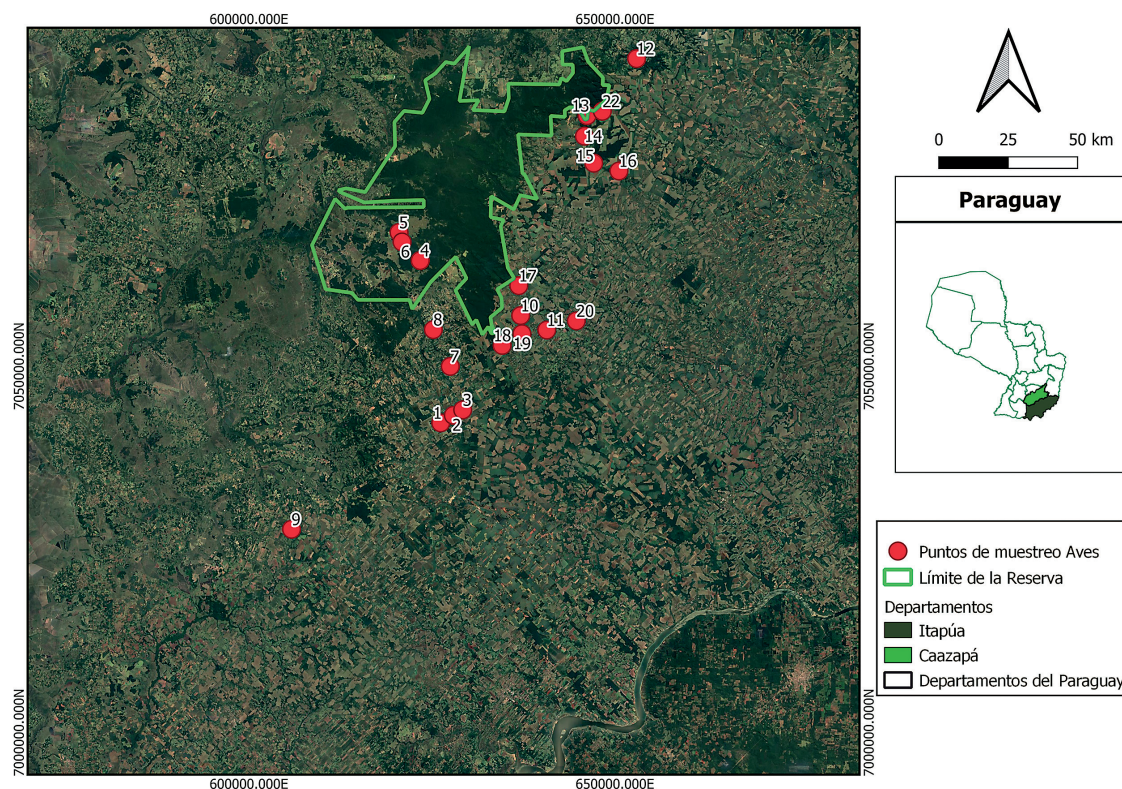 600000.000E
650000.000E
12
13
22
14
15
16
5
6
4
17
10
20
8
11
18
19
7
3
1
2
9
7050000.000N
7050000.000N
7000000.000N
7000000.000N
600000.000E
650000.000E
0
25
50 km
Paraguay
Puntos de muestreo Aves
Límite de la Reserva
Departamentos
Itapúa
Caazapá
Departamentos del Paraguay